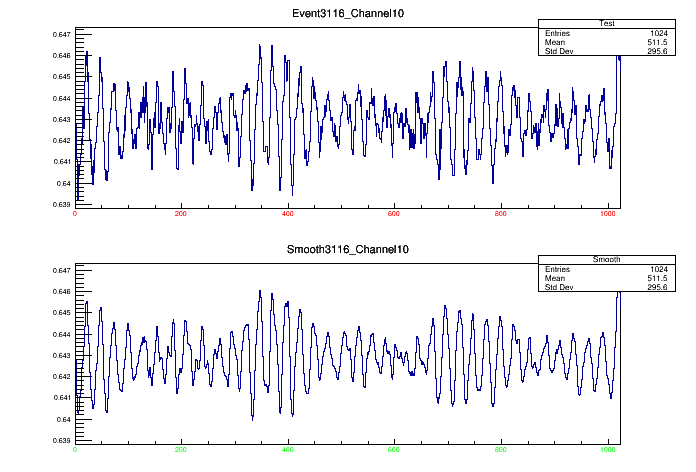 Event3116_Channel10
Test
Entries 1024
Mean 511.5
Std Dev 295.6
0.647
0.646
0.645
0.644
0.643
0.642
0.641
0.64
0.639
0 200 400 600 800 1000
Smooth3116_Channel10
Smooth
Entries 1024
Mean 511.5
Std Dev 295.6
0.647
0.646
0.645
0.644
0.643
0.642
0.641
0.64
0.639
0 200 400 600 800 1000